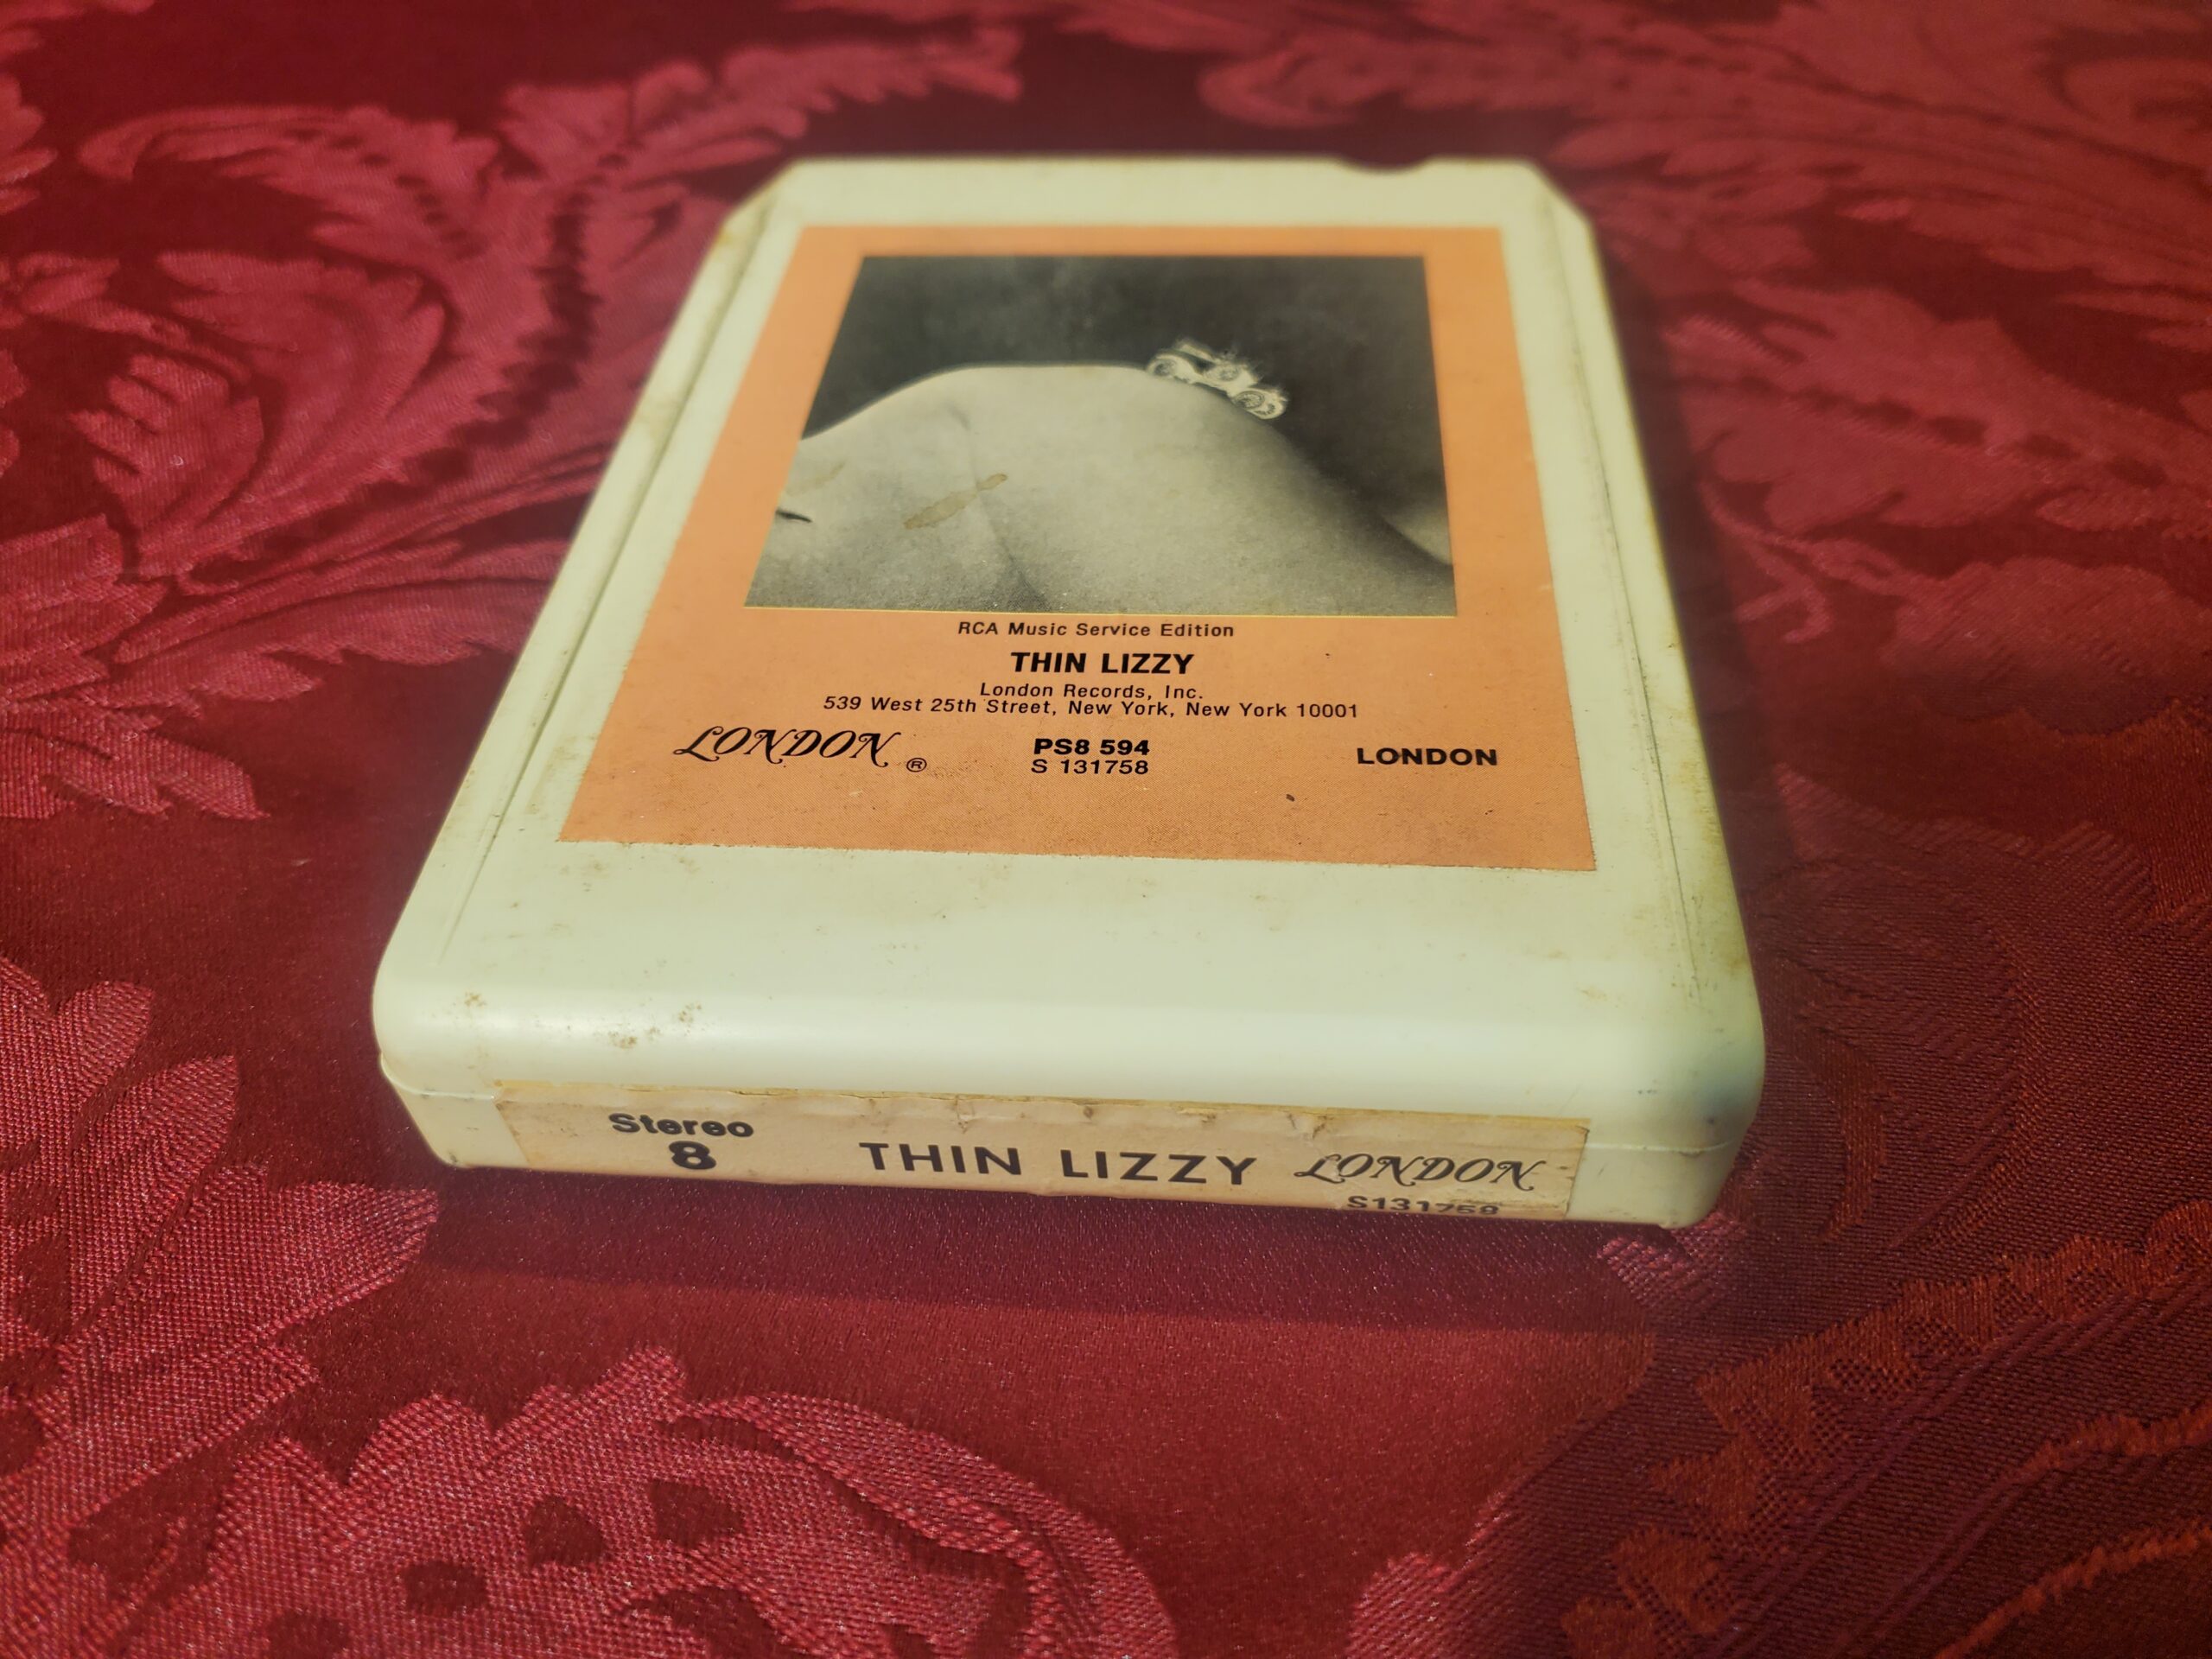 RCA Music Service Edition
THIN LIZZY
London Records, Inc.
539 West 25th Street, New York, New York 10001
LONDON ®
PS8 594
S 131758
LONDON
Stereo
8
THIN LIZZY
LONDON
S131758